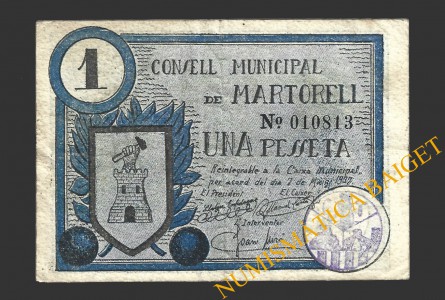 1
CONSELL MUNICIPAL
DE MARTORELL
Nº 010813
UNA PESSETA
Reintegrable a la Caixa Municipal,
per acord del dia 7 de Maig 1937
El President El Caixer
Interventor
NUMISMATICA BAIGET